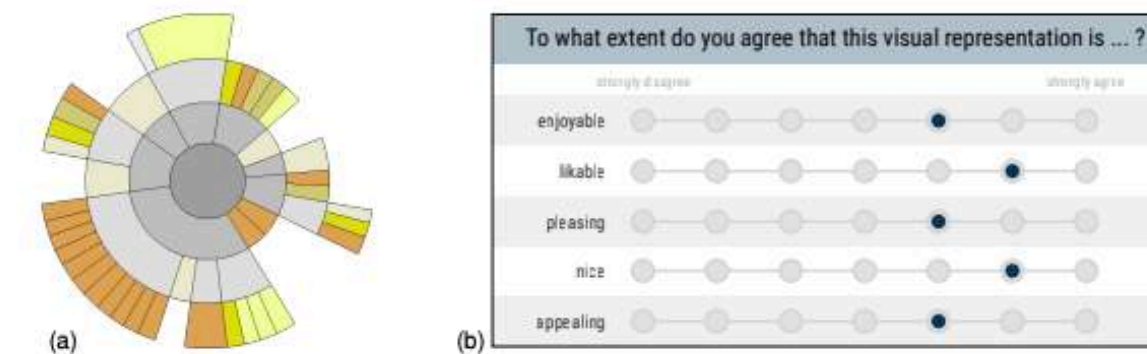 To what extent do you agree that this visual representation is ... ?
strongly disagree strongly agree
enjoyable
likable
pleasing
nice
appealing
(a) (b)